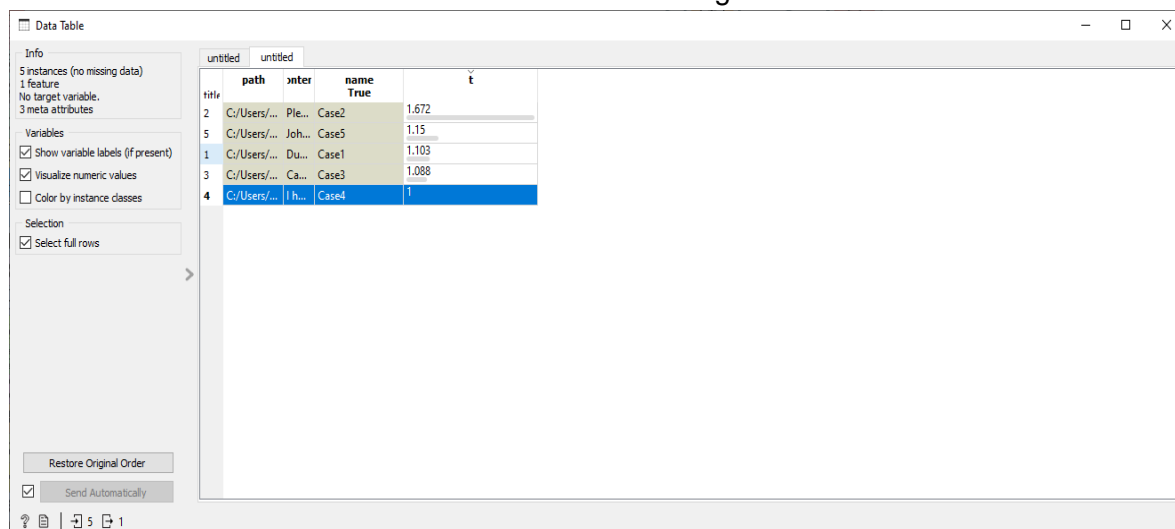 Data Table
Info
5 instances (no missing data)
1 feature
No target variable.
3 meta attributes
Variables
Show variable labels (if present)
Visualize numeric values
Color by instance classes
Selection
Select full rows
Restore Original Order
Send Automatically
5 1
untitled untitled
path onter name t
title True
2 C:/Users/... Ple... Case2 1.672
5 C:/Users/... Joh... Case5 1.15
1 C:/Users/... Du... Case1 1.103
3 C:/Users/... Ca... Case3 1.088
4 C:/Users/... I h... Case4 1